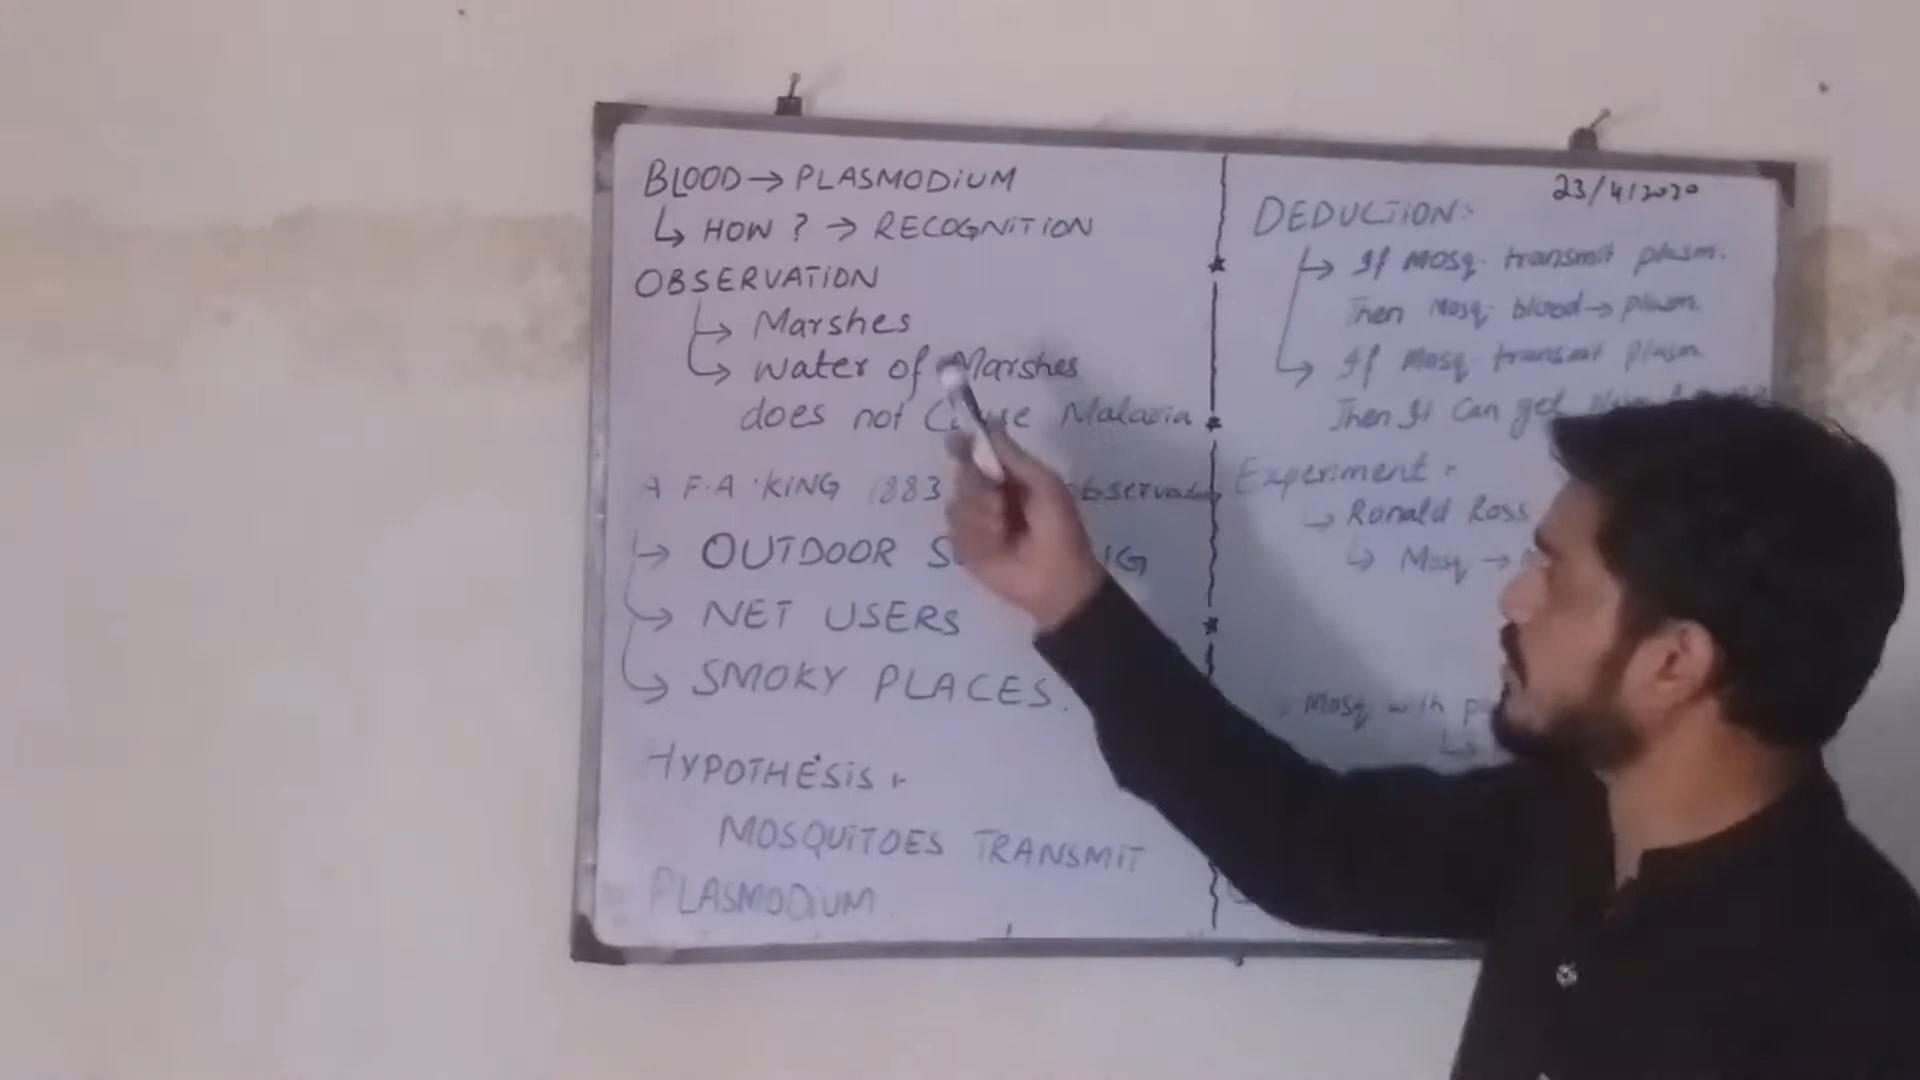 BLOOD → PLASMODIUM
↳ HOW ? → RECOGNITION
OBSERVATION
↳ Marshes
↳ water of Marshes
does not Cause Malaria
A F.A KING 1883
→ OUTDOOR
↳ NET USERS
↳ SMOKY PLACES.
HYPOTHESIS
MOSQUITOES TRANSMIT
PLASMODIUM
23/4/2020
DEDUCTION:
↳ If Mosq. transmit plasm.
Then Mosq. blood → plasm.
↳ If Mosq. transmit plasm
Then It Can get
Experiment
→ Ronald Ross
↳ Mosq →
Mosq with